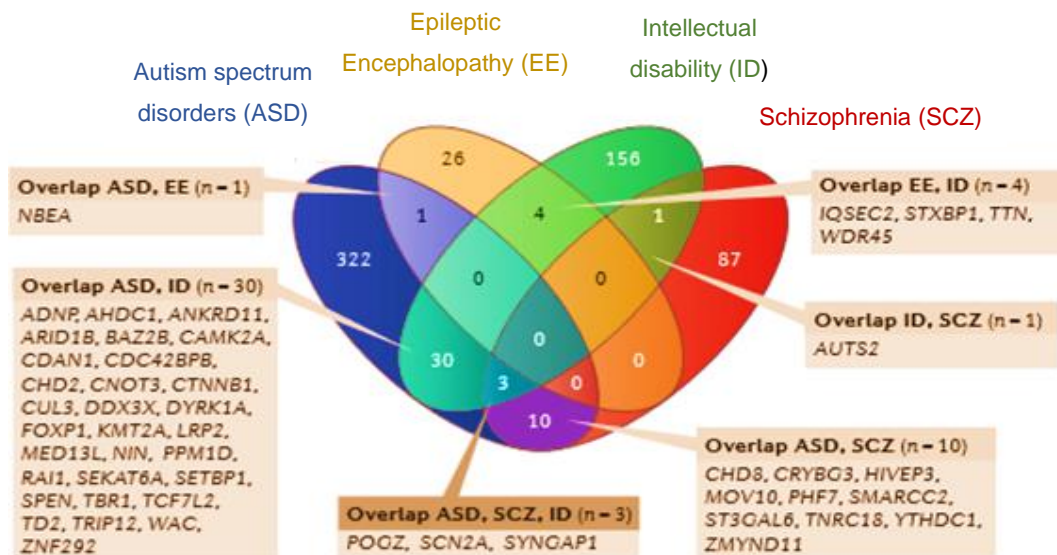 Epileptic
Encephalopathy (EE)
Intellectual
disability (ID)
Autism spectrum
disorders (ASD)
Schizophrenia (SCZ)
26
156
Overlap ASD, EE (n=1)
NBEA
1
4
1
Overlap EE, ID (n=4)
IQSEC2, STXBP1, TTN,
WDR45
322
87
0
0
Overlap ASD, ID (n=30)
ADNP, AHDC1, ANKRD11,
ARID1B, BAZ2B, CAMK2A,
CDAN1, CDC42BPB,
CHD2, CNOT3, CTNNB1,
CUL3, DDX3X, DYRK1A,
FOXP1, KMT2A, LRP2,
MED13L, NIN, PPM1D,
RAI1, SEKAT6A, SETBP1,
SPEN, TBR1, TCF7L2,
TD2, TRIP12, WAC,
ZNF292
Overlap ID, SCZ (n=1)
AUTS2
0
30
0
3
0
10
Overlap ASD, SCZ (n=10)
CHD8, CRYBG3, HIVEP3,
MOV10, PHF7, SMARCC2,
ST3GAL6, TNRC18, YTHDC1,
ZMYND11
Overlap ASD, SCZ, ID (n=3)
POGZ, SCN2A, SYNGAP1